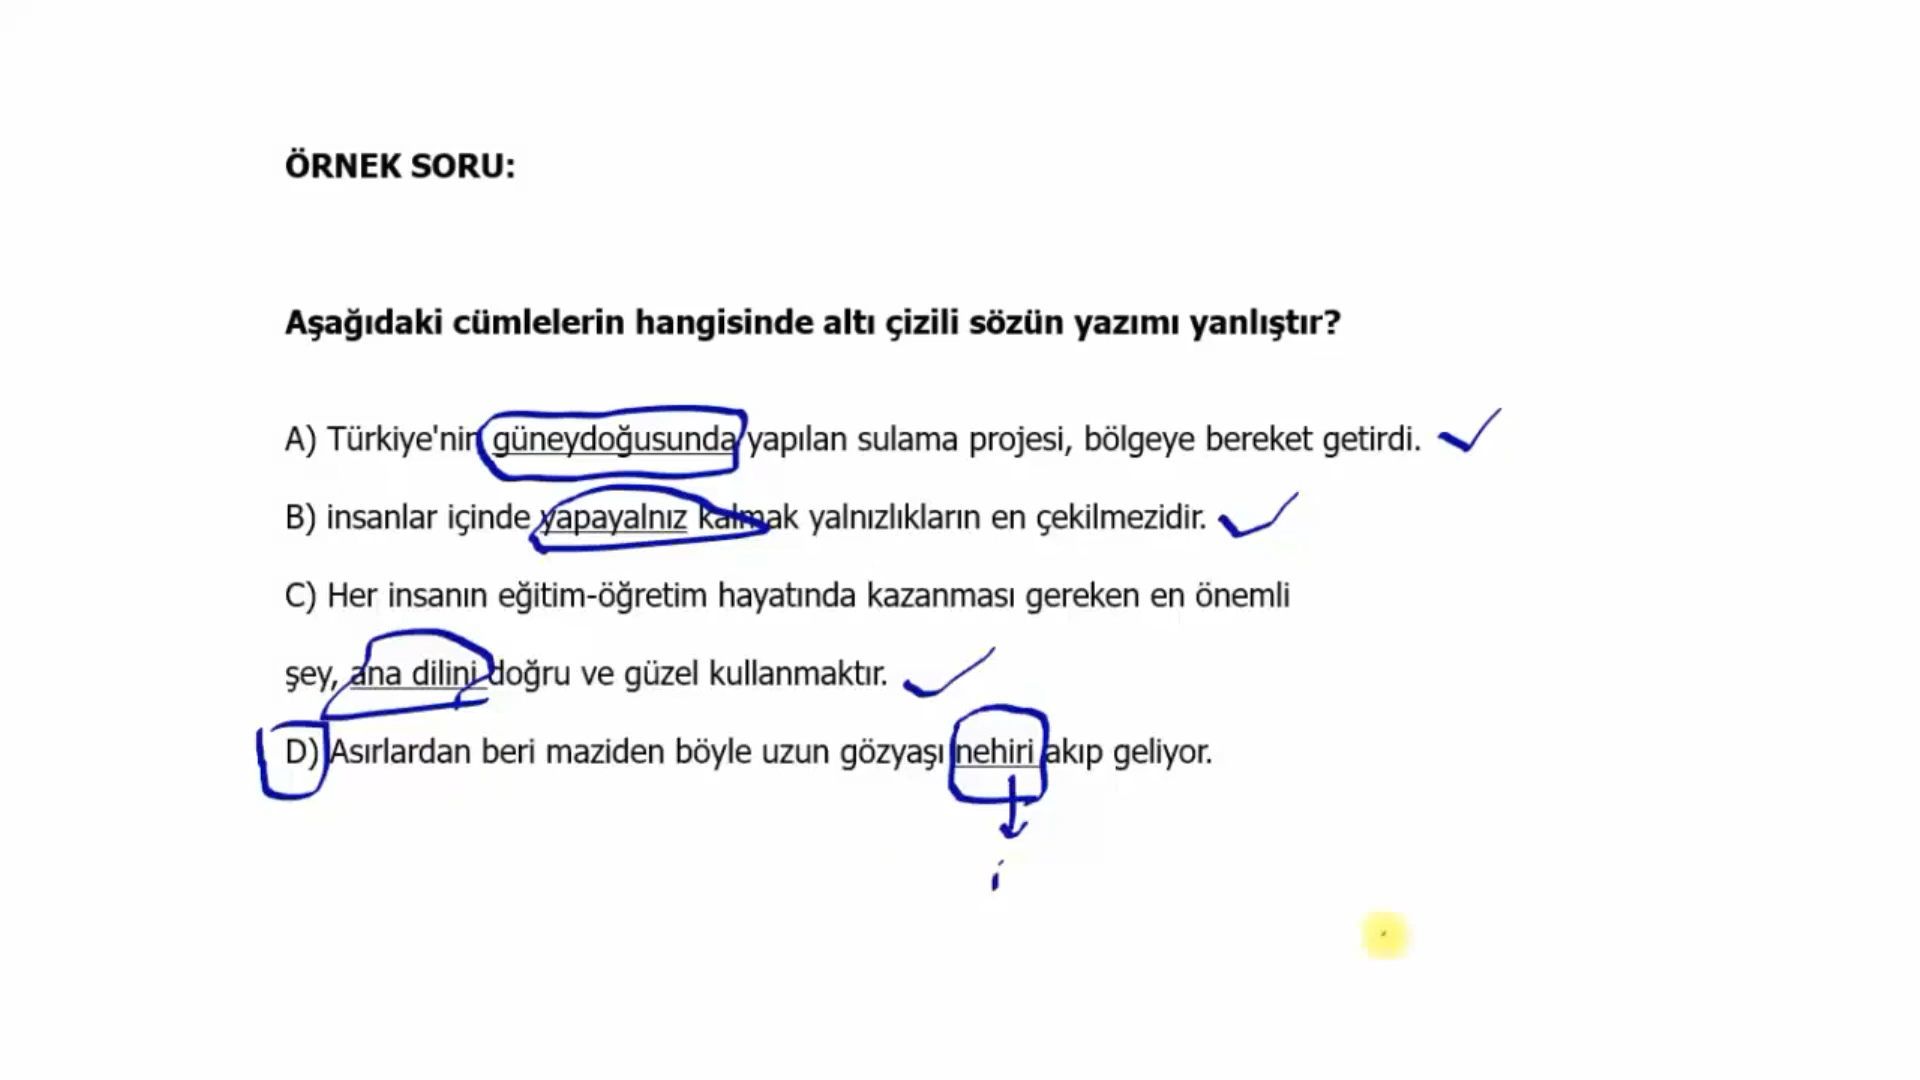 ÖRNEK SORU:
Aşağıdaki cümlelerin hangisinde altı çizili sözün yazımı yanlıştır?
A) Türkiye'nin güneydoğusunda yapılan sulama projesi, bölgeye bereket getirdi.
B) insanlar içinde yapayalnız kalmak yalnızlıkların en çekilmezidir.
C) Her insanın eğitim-öğretim hayatında kazanması gereken en önemli
şey, ana dilini doğru ve güzel kullanmaktır.
D) Asırlardan beri maziden böyle uzun gözyaşı nehiri akıp geliyor.
i